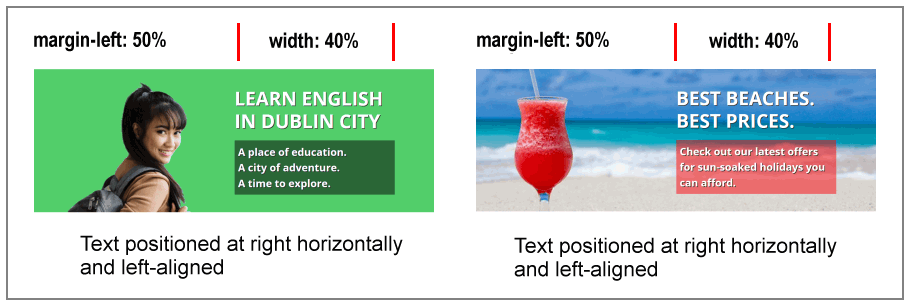 margin-left: 50%
width: 40%
LEARN ENGLISH
IN DUBLIN CITY
A place of education.
A city of adventure.
A time to explore.
Text positioned at right horizontally
and left-aligned
margin-left: 50%
width: 40%
BEST BEACHES.
BEST PRICES.
Check out our latest offers
for sun-soaked holidays you
can afford.
Text positioned at right horizontally
and left-aligned